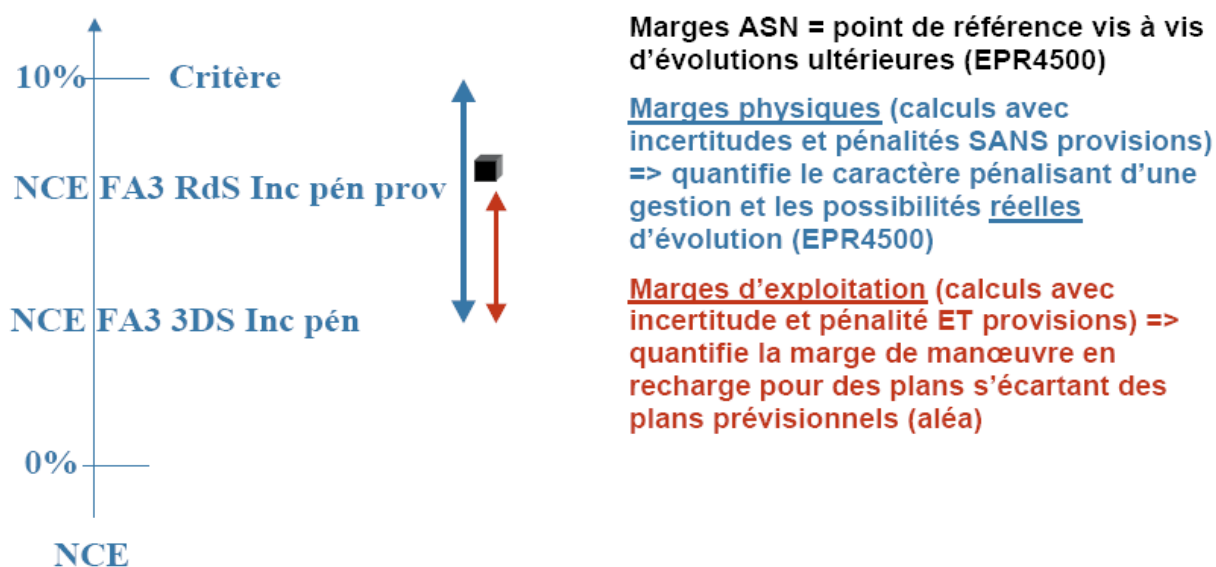 10%
Critère
NCE FA3 RdS Inc pén prov
NCE FA3 3DS Inc pén
0%
NCE
Marges ASN = point de référence vis à vis
d’évolutions ultérieures (EPR4500)
Marges physiques (calculs avec
incertitudes et pénalités SANS provisions)
=> quantifie le caractère pénalisant d’une
gestion et les possibilités réelles
d’évolution (EPR4500)
Marges d’exploitation (calculs avec
incertitude et pénalité ET provisions) =>
quantifie la marge de manœuvre en
recharge pour des plans s’écartant des
plans prévisionnels (aléa)